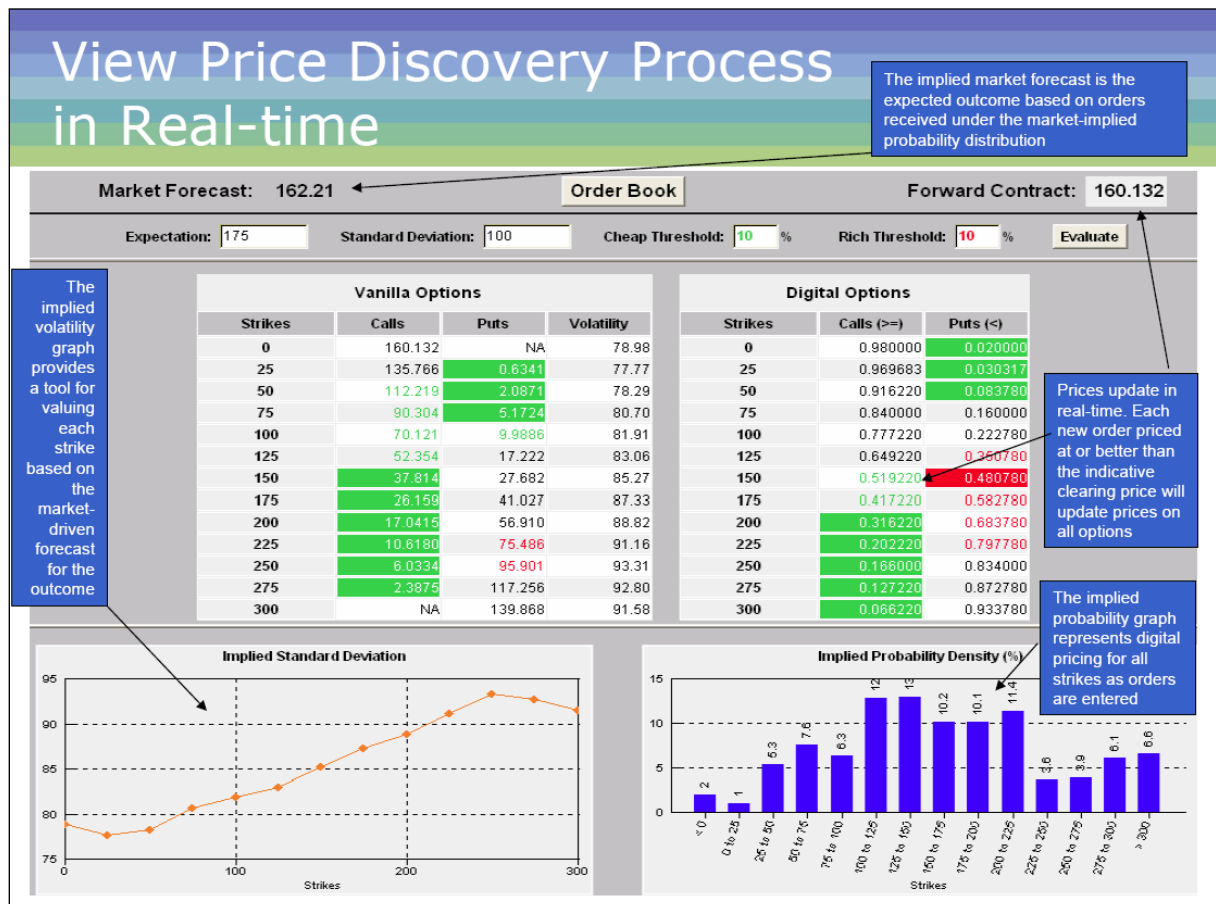 View Price Discovery Process
in Real-time
The implied market forecast is the
expected outcome based on orders
received under the market-implied
probability distribution
Market Forecast: 162.21 Order Book Forward Contract: 160.132
Expectation: 175 Standard Deviation: 100 Cheap Threshold: 10 % Rich Threshold: 10 % Evaluate
The
implied
volatility
graph
provides
a tool for
valuing
each
strike
based on
the
market-
driven
forecast
for the
outcome
Vanilla Options
Strikes Calls Puts Volatility
0 160.132 NA 78.98
25 135.766 0.6341 77.77
50 112.219 2.0871 78.29
75 90.304 5.1724 80.70
100 70.121 9.9886 81.91
125 52.354 17.222 83.06
150 37.814 27.682 85.27
175 26.159 41.027 87.33
200 17.0415 56.910 88.82
225 10.6180 75.486 91.16
250 6.0334 95.901 93.31
275 2.3875 117.256 92.80
300 NA 139.868 91.58
Digital Options
Strikes Calls (>=) Puts (<)
0 0.980000 0.020000
25 0.969683 0.030317
50 0.916220 0.083780
75 0.840000 0.160000
100 0.777220 0.222780
125 0.649220 0.350780
150 0.519220 0.480780
175 0.417220 0.582780
200 0.316220 0.683780
225 0.202220 0.797780
250 0.166000 0.834000
275 0.127220 0.872780
300 0.066220 0.933780
Prices update in
real-time. Each
new order priced
at or better than
the indicative
clearing price will
update prices on
all options
The implied
probability graph
represents digital
pricing for all
strikes as orders
are entered
Implied Standard Deviation
95
90
85
80
75
0 100 200 300
Strikes
Implied Probability Density (%)
15
10
5
0
2 1 5.3 7.6 6.3 12 13 10.2 10.1 11.4 3.6 3.9 6.1 6.6
< 0 0 to 25 25 to 50 50 to 75 75 to 100 100 to 125 125 to 150 150 to 175 175 to 200 200 to 225 225 to 250 250 to 275 275 to 300 > 300
Strikes